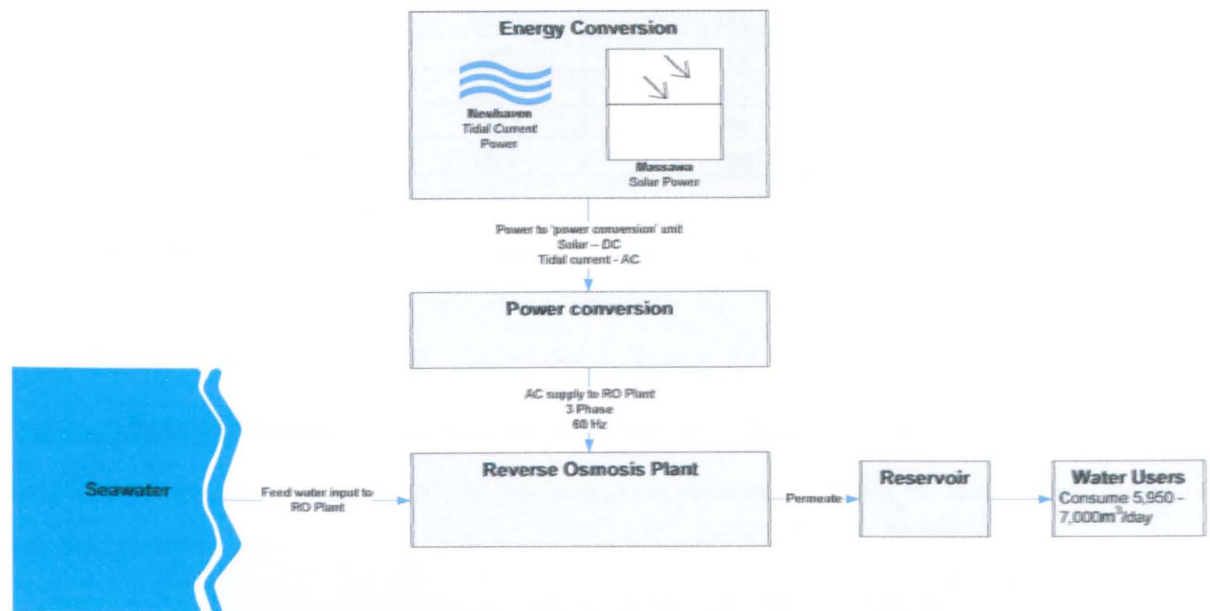 Energy Conversion
Newhaven
Tidal Current
Power
Massawa
Solar Power
Power to 'power conversion' unit
Solar – DC
Tidal current - AC
Power conversion
AC supply to RO Plant
3 Phase
60 Hz
Seawater
Feed water input to
RO Plant
Reverse Osmosis Plant
Permeate
Reservoir
Water Users
Consume 5,950 –
7,000m³/day